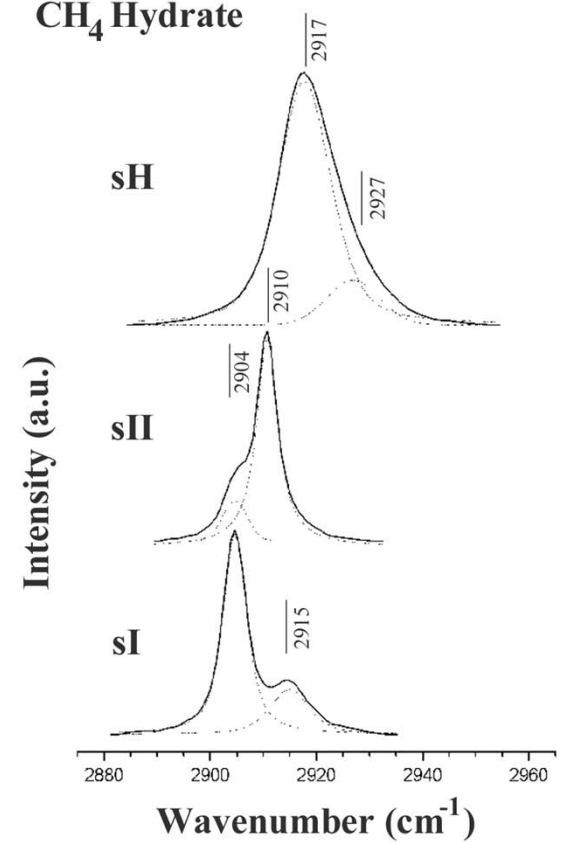 CH4 Hydrate
2917
sH
2927
2910
2904
sII
2915
sI
Intensity (a.u.)
2880 2900 2920 2940 2960
Wavenumber (cm-1)